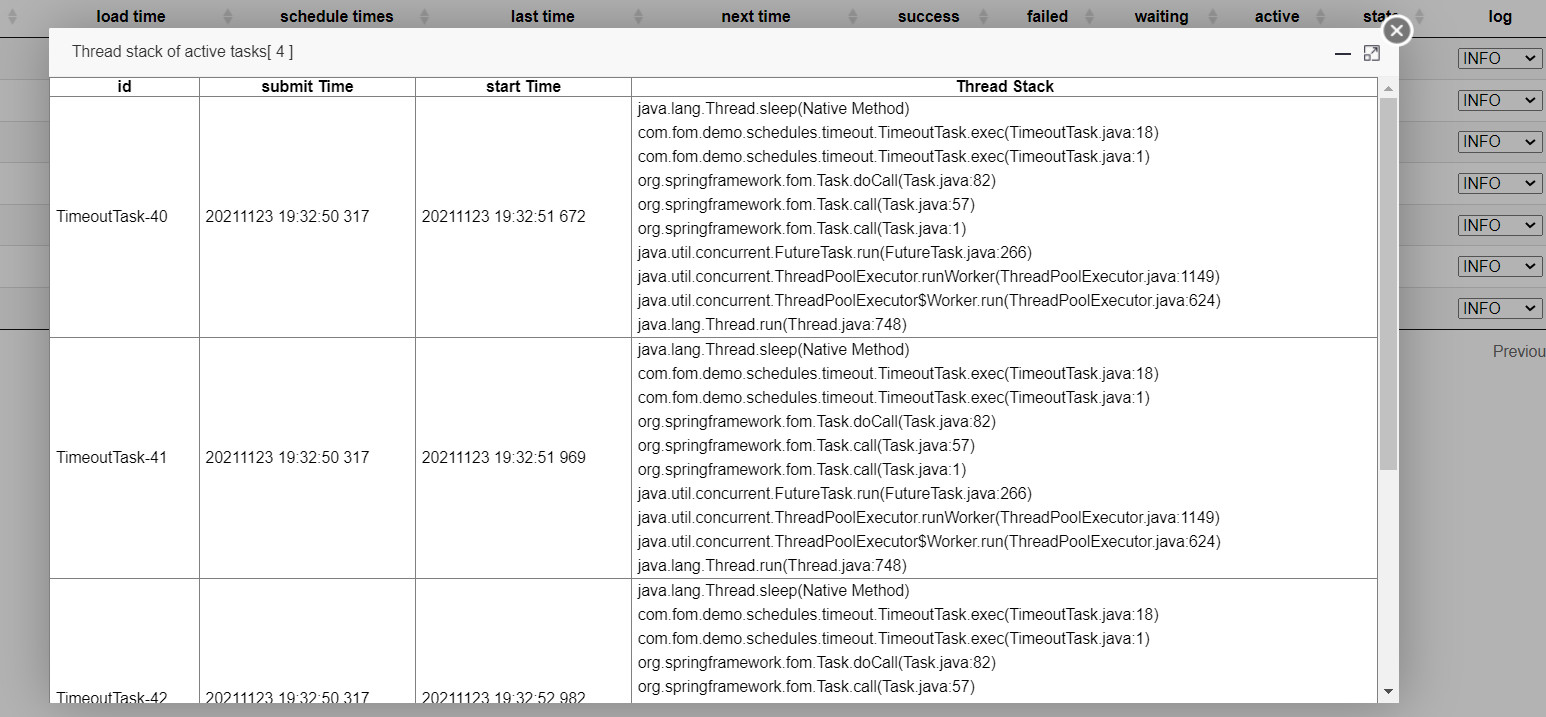 load time schedule times last time next time success failed waiting active state log
Thread stack of active tasks[ 4 ]
id submit Time start Time Thread Stack
java.lang.Thread.sleep(Native Method)
com.fom.demo.schedules.timeout.TimeoutTask.exec(TimeoutTask.java:18)
com.fom.demo.schedules.timeout.TimeoutTask.exec(TimeoutTask.java:1)
org.springframework.fom.Task.doCall(Task.java:82)
org.springframework.fom.Task.call(Task.java:57)
TimeoutTask-40 20211123 19:32:50 317 20211123 19:32:51 672
org.springframework.fom.Task.call(Task.java:1)
java.util.concurrent.FutureTask.run(FutureTask.java:266)
java.util.concurrent.ThreadPoolExecutor.runWorker(ThreadPoolExecutor.java:1149)
java.util.concurrent.ThreadPoolExecutor$Worker.run(ThreadPoolExecutor.java:624)
java.lang.Thread.run(Thread.java:748)
java.lang.Thread.sleep(Native Method)
com.fom.demo.schedules.timeout.TimeoutTask.exec(TimeoutTask.java:18)
com.fom.demo.schedules.timeout.TimeoutTask.exec(TimeoutTask.java:1)
org.springframework.fom.Task.doCall(Task.java:82)
org.springframework.fom.Task.call(Task.java:57)
TimeoutTask-41 20211123 19:32:50 317 20211123 19:32:51 969
org.springframework.fom.Task.call(Task.java:1)
java.util.concurrent.FutureTask.run(FutureTask.java:266)
java.util.concurrent.ThreadPoolExecutor.runWorker(ThreadPoolExecutor.java:1149)
java.util.concurrent.ThreadPoolExecutor$Worker.run(ThreadPoolExecutor.java:624)
java.lang.Thread.run(Thread.java:748)
java.lang.Thread.sleep(Native Method)
com.fom.demo.schedules.timeout.TimeoutTask.exec(TimeoutTask.java:18)
com.fom.demo.schedules.timeout.TimeoutTask.exec(TimeoutTask.java:1)
org.springframework.fom.Task.doCall(Task.java:82)
org.springframework.fom.Task.call(Task.java:57)
TimeoutTask-42 20211123 19:32:50 317 20211123 19:32:52 982
INFO
INFO
INFO
INFO
INFO
INFO
INFO
Previou